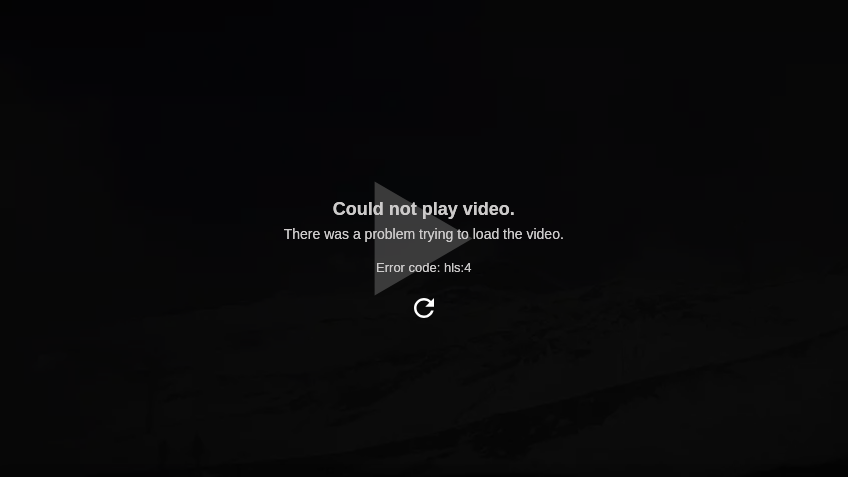 Could not play video.
There was a problem trying to load the video.
Error code: hls:4